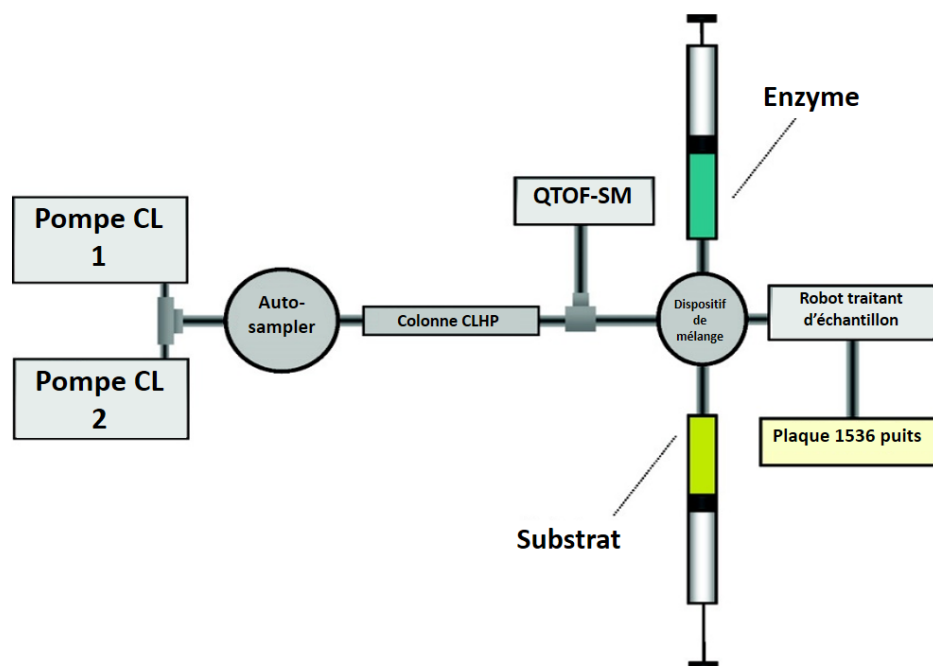 Enzyme
QTOF-SM
Pompe CL
1
Auto-
sampler
Colonne CLHP
Dispositif
de
mélange
Robot traitant
d’échantillon
Pompe CL
2
Plaque 1536 puits
Substrat